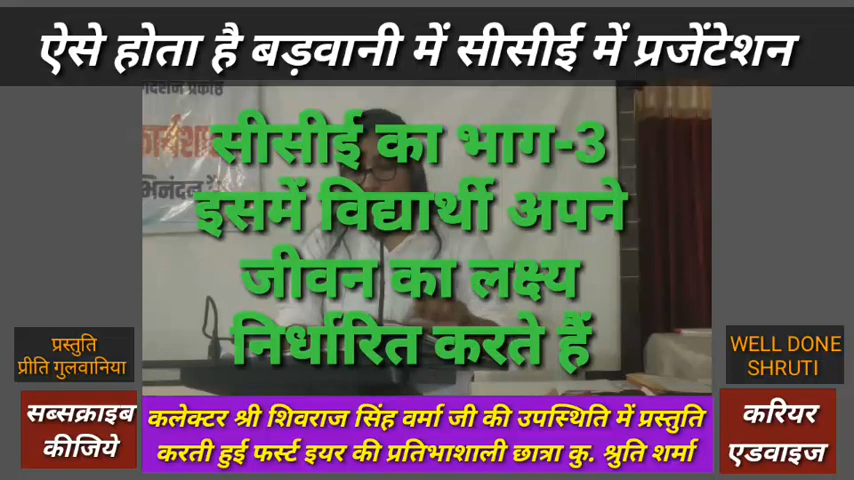 ऐसे होता है बड़वानी में सीसीई में प्रजेंटेशन
सीसीई का भाग-3
इसमें विद्यार्थी अपने
जीवन का लक्ष्य
निर्धारित करते हैं
प्रस्तुति
प्रीति गुलवानिया
WELL DONE
SHRUTI
सब्सक्राइब
कीजिये
कलेक्टर श्री शिवराज सिंह वर्मा जी की उपस्थिति में प्रस्तुति
करती हुई फर्स्ट इयर की प्रतिभाशाली छात्रा कु. श्रुति शर्मा
करियर
एडवाइज